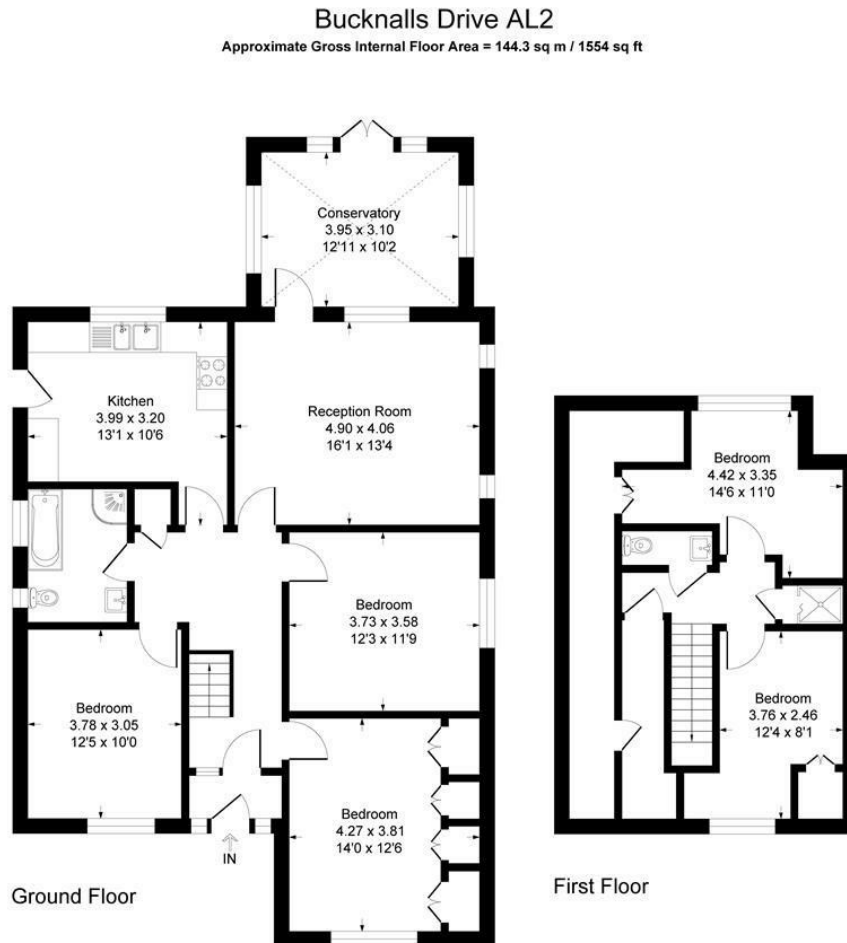 Bucknalls Drive AL2
Approximate Gross Internal Floor Area = 144.3 sq m / 1554 sq ft
Conservatory
3.95 x 3.10
12'11 x 10'2
Kitchen
3.99 x 3.20
13'1 x 10'6
Reception Room
4.90 x 4.06
16'1 x 13'4
Bedroom
3.73 x 3.58
12'3 x 11'9
Bedroom
3.78 x 3.05
12'5 x 10'0
Bedroom
4.27 x 3.81
14'0 x 12'6
IN
Ground Floor
Bedroom
4.42 x 3.35
14'6 x 11'0
Bedroom
3.76 x 2.46
12'4 x 8'1
First Floor